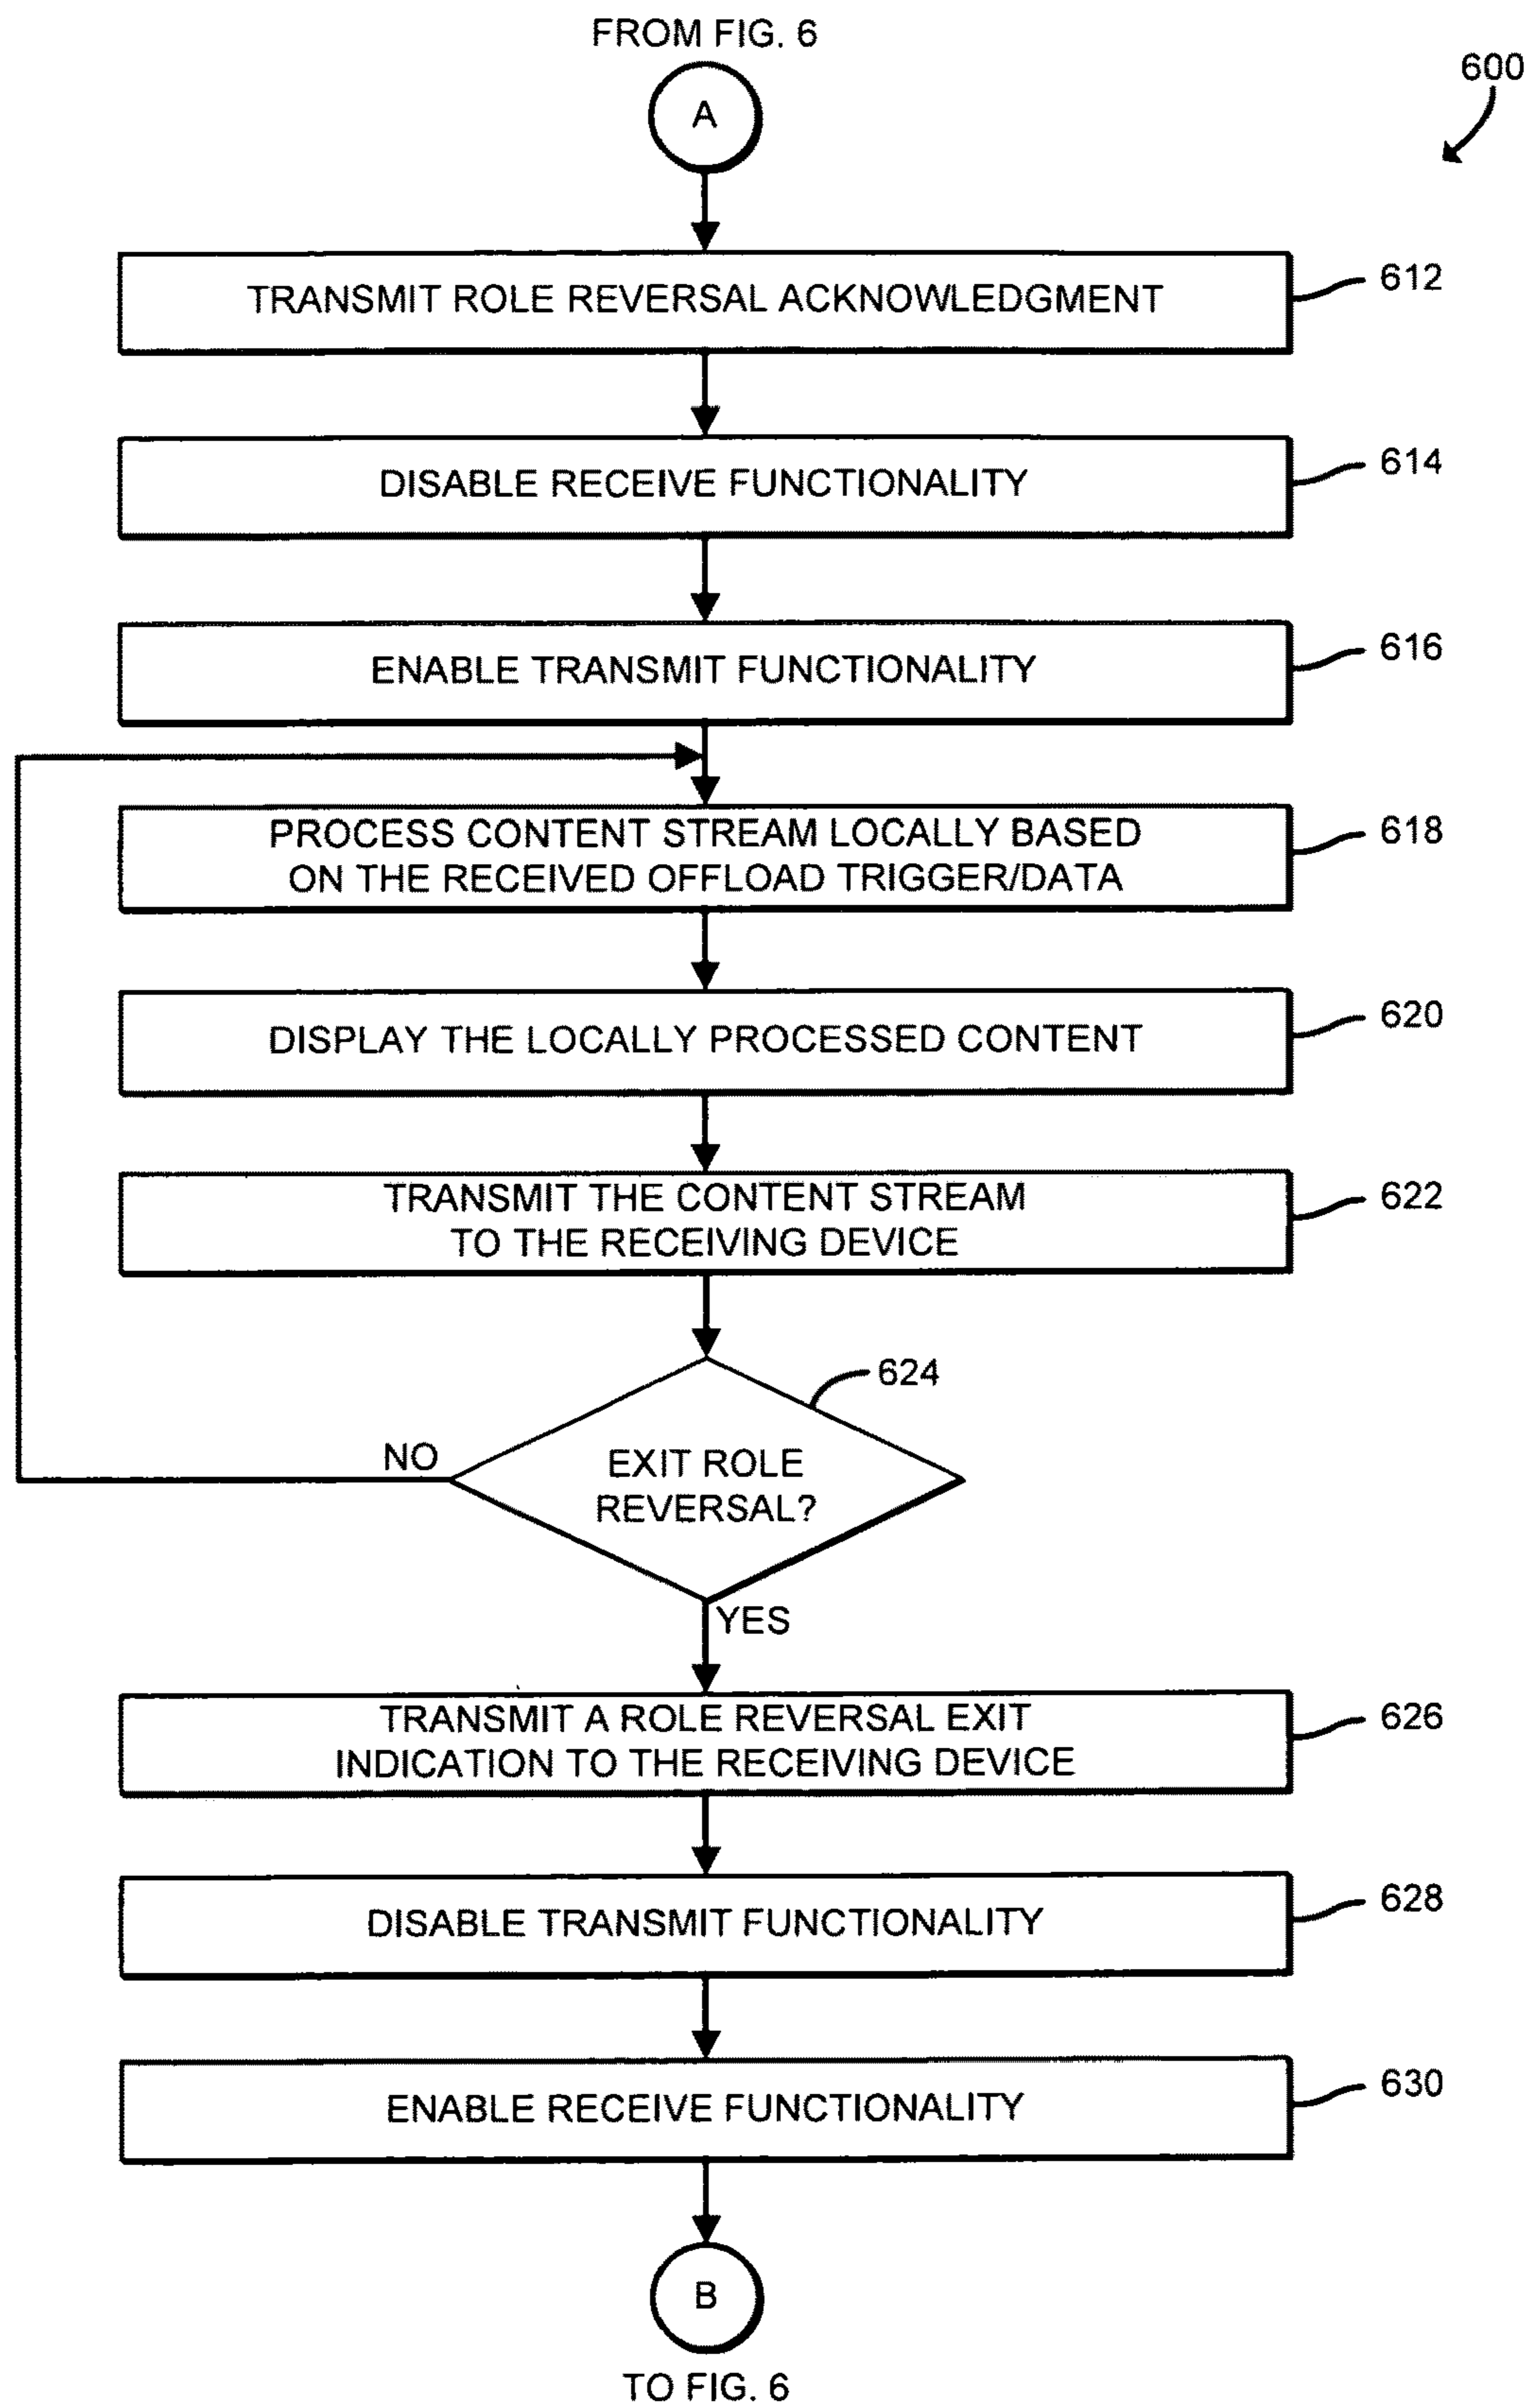 FROM FIG. 6
600
A
TRANSMIT ROLE REVERSAL ACKNOWLEDGMENT
612
DISABLE RECEIVE FUNCTIONALITY
614
ENABLE TRANSMIT FUNCTIONALITY
616
PROCESS CONTENT STREAM LOCALLY BASED
ON THE RECEIVED OFFLOAD TRIGGER/DATA
618
DISPLAY THE LOCALLY PROCESSED CONTENT
620
TRANSMIT THE CONTENT STREAM
TO THE RECEIVING DEVICE
622
624
NO
EXIT ROLE
REVERSAL?
YES
TRANSMIT A ROLE REVERSAL EXIT
INDICATION TO THE RECEIVING DEVICE
626
DISABLE TRANSMIT FUNCTIONALITY
628
ENABLE RECEIVE FUNCTIONALITY
630
B
TO FIG. 6